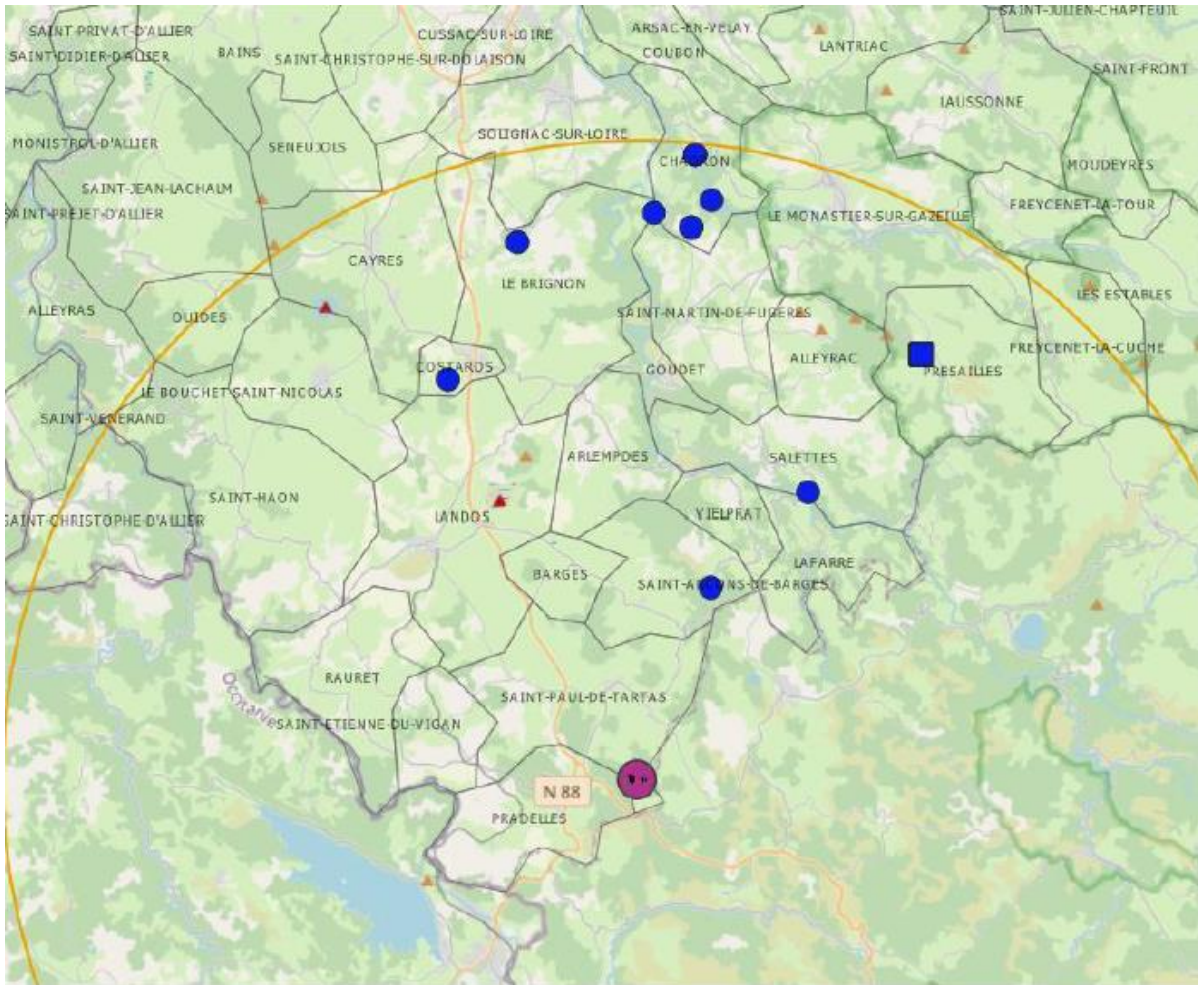 SAINT-JULIEN-CHAPTEUIL
SAINT-PRIVAT-D'ALLIER
CUSSAC-SUR-LOIRE
ARSAC-EN-VELAY
LANTRIAC
SAINT-DIDIER-D'ALLIER
BAINS
SAINT-CHRISTOPHE-SUR-DOLAISON
COUBON
SAINT-FRONT
LAUSSONNE
MONISTROL-D'ALLIER
SENEUJOLS
SOLIGNAC-SUR-LOIRE
MOUDEYRES
SAINT-JEAN-LACHALM
FREYCENET-LA-TOUR
SAINT-PREJET-D'ALLIER
LE MONASTIER-SUR-GAZEILLE
CAYRES
LE BRIGNON
LES ESTABLES
ALLEYRAS
OUIDES
SAINT-MARTIN-DE-FUGERES
FREYCENET-LA-CUCHE
ALLEYRAC
COSTAROS
GOUDET
PRESAILLES
LE BOUCHET-SAINT-NICOLAS
SAINT-VENERAND
ARLEMPDES
SALETTES
SAINT-HAON
LANDOS
VIELPRAT
SAINT-CHRISTOPHE-D'ALLIER
LAFARRE
BARGES
RAURET
SAINT-PAUL-DE-TARTAS
SAINT-ETIENNE-DU-VIGAN
N 88
PRADELLES